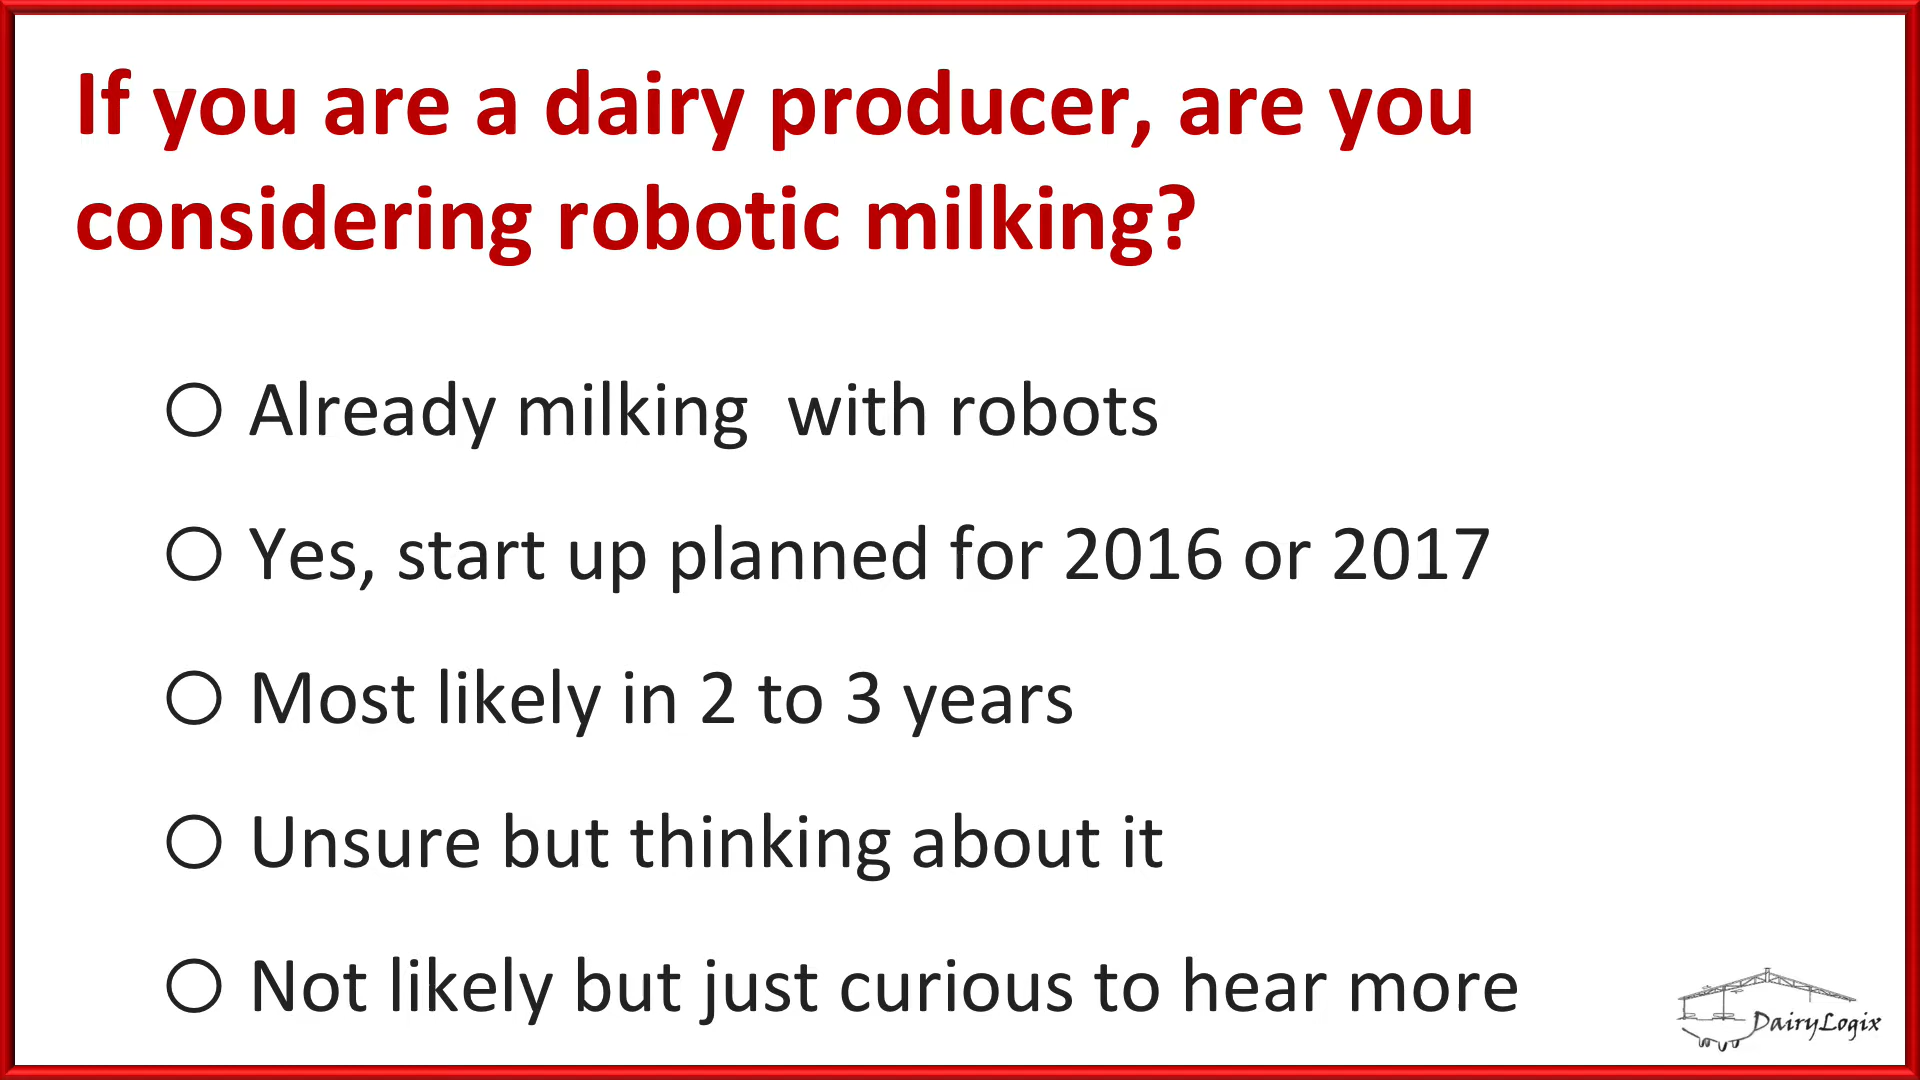 If you are a dairy producer, are you
considering robotic milking?
Already milking  with robots
Yes, start up planned for 2016 or 2017
Most likely in 2 to 3 years
Unsure but thinking about it
Not likely but just curious to hear more
DairyLogix